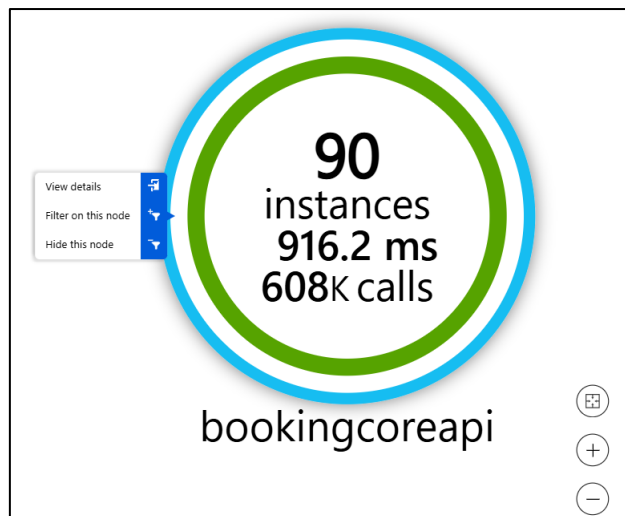 90
instances
916.2 ms
608K calls
View details
Filter on this node
Hide this node
bookingcoreapi